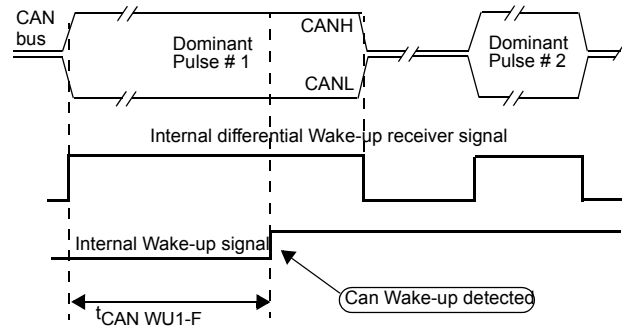 CAN
bus
CANH
Dominant
Pulse # 1
Dominant
Pulse # 2
CANL
Internal differential Wake-up receiver signal
Internal Wake-up signal
Can Wake-up detected
tCAN WU1-F